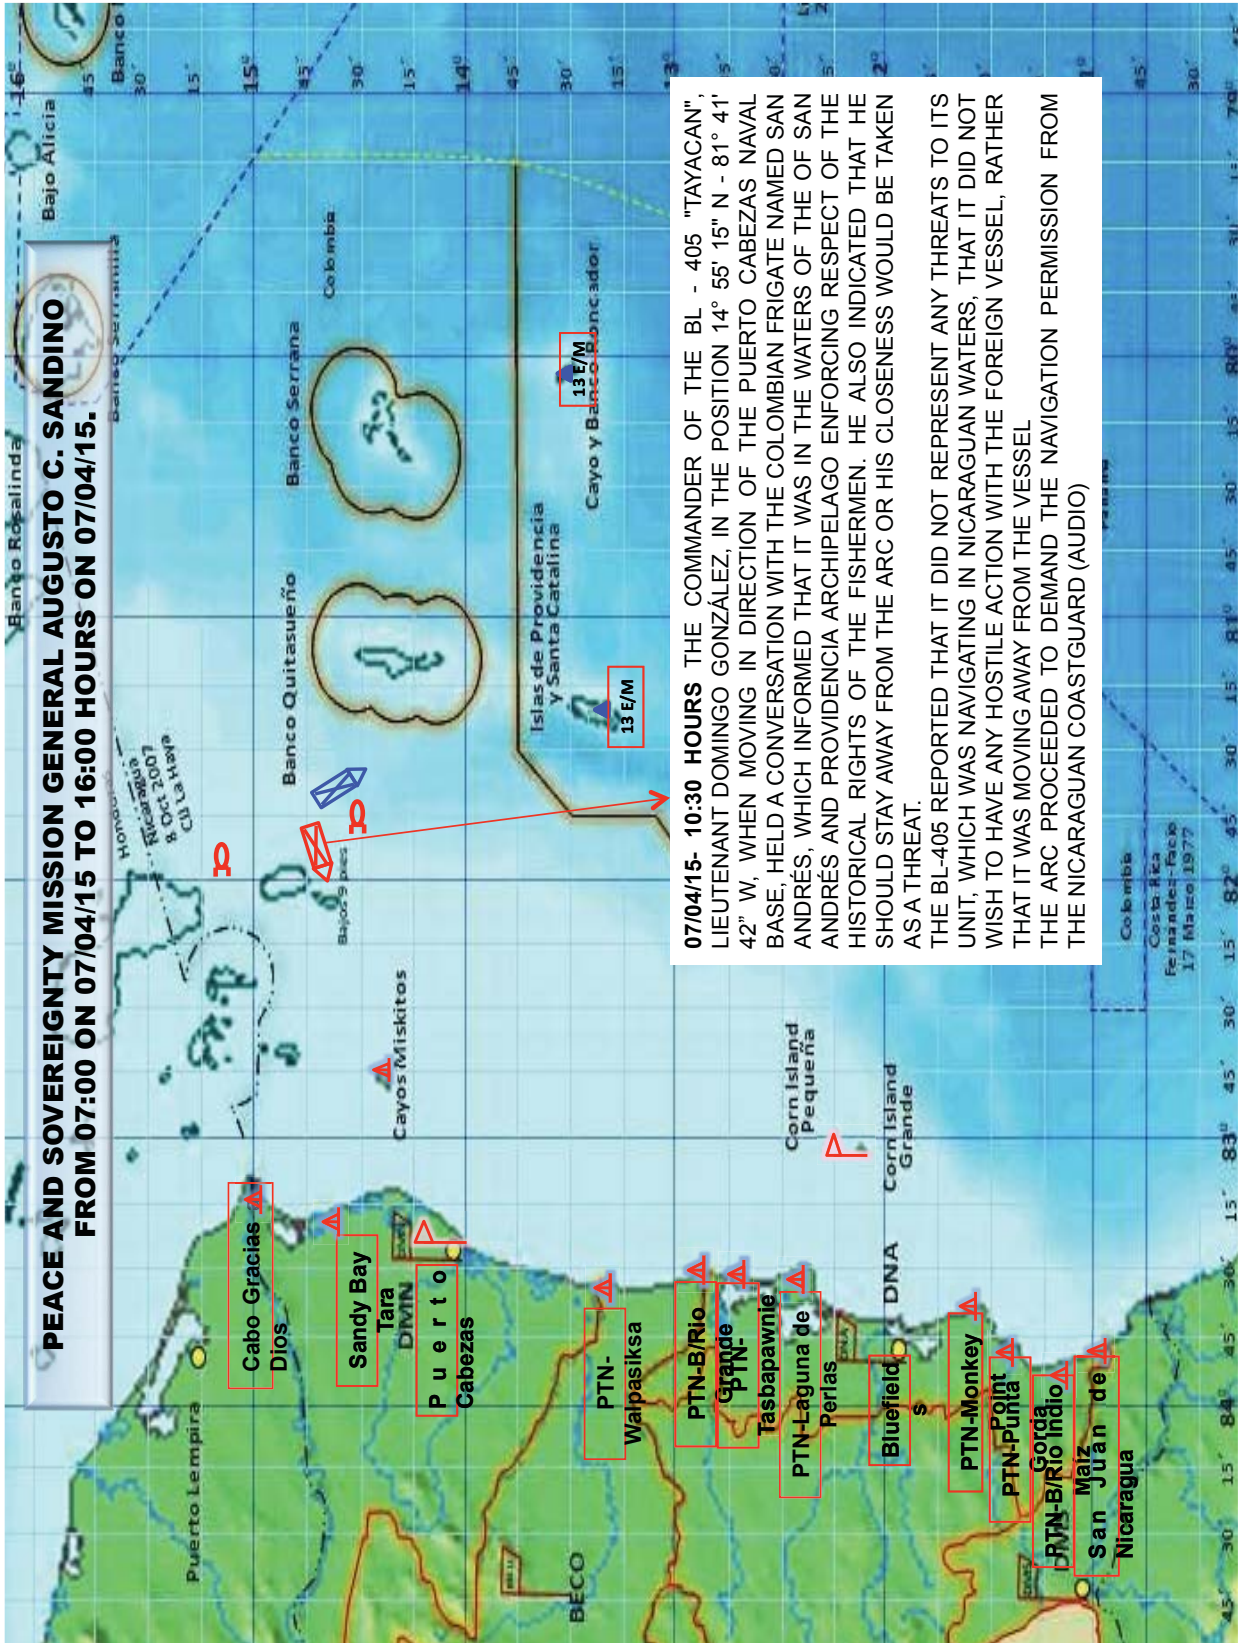 PEACE AND SOVEREIGNTY MISSION GENERAL AUGUSTO C. SANDINO
FROM 07:00 ON 07/04/15 TO 16:00 HOURS ON 07/04/15.
Banco Rosalinda
Bajo Alicia
Banco Serranilla
Honduras
Nicaragua
8 Oct 2007
CIJ La Haya
Colombia
Banco Serrana
Banco Quitasueño
Bajos 9 pies
Cayos Miskitos
Islas de Providencia
y Santa Catalina
13 E/M
Cayo y Banco Roncador
13 E/M
07/04/15- 10:30 HOURS THE COMMANDER OF THE BL - 405 "TAYACAN",
LIEUTENANT DOMINGO GONZÁLEZ, IN THE POSITION 14° 55' 15" N - 81° 41'
42" W, WHEN MOVING IN DIRECTION OF THE PUERTO CABEZAS NAVAL
BASE, HELD A CONVERSATION WITH THE COLOMBIAN FRIGATE NAMED SAN
ANDRÉS, WHICH INFORMED THAT IT WAS IN THE WATERS OF THE OF SAN
ANDRÉS AND PROVIDENCIA ARCHIPELAGO ENFORCING RESPECT OF THE
HISTORICAL RIGHTS OF THE FISHERMEN. HE ALSO INDICATED THAT HE
SHOULD STAY AWAY FROM THE ARC OR HIS CLOSENESS WOULD BE TAKEN
AS A THREAT.
THE BL-405 REPORTED THAT IT DID NOT REPRESENT ANY THREATS TO ITS
UNIT, WHICH WAS NAVIGATING IN NICARAGUAN WATERS, THAT IT DID NOT
WISH TO HAVE ANY HOSTILE ACTION WITH THE FOREIGN VESSEL, RATHER
THAT IT WAS MOVING AWAY FROM THE VESSEL
THE ARC PROCEEDED TO DEMAND THE NAVIGATION PERMISSION FROM
THE NICARAGUAN COASTGUARD (AUDIO)
Puerto Lempira
Cabo Gracias
Dios
Sandy Bay
Tara
DMN
Puerto
Cabezas
BECO
PTN-
Walpasiksa
PTN-B/Rio
Grande
PTN-
Tasbapawnie
PTN-Laguna de
Perlas
Corn Island
Pequeña
Corn Island
Grande
DNA
Bluefield
s
PTN-Monkey
Point
PTN-Punta
Gorda
PTN-B/Rio Indio
Maíz
DMS
San Juan de
Nicaragua
Panama
Colombia
Costa Rica
Fernandez-Facio
17 Marzo 1977